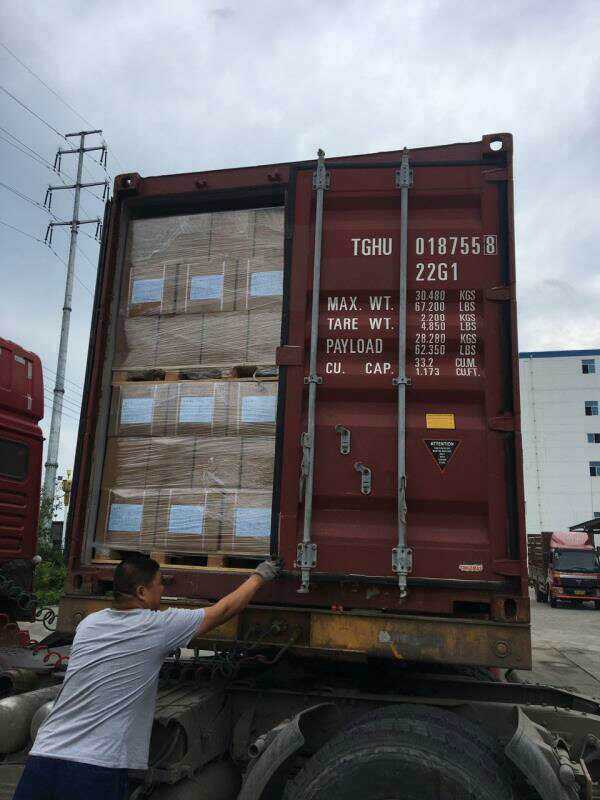 TGHU 018755 8
22G1
MAX. WT. 30.480 KGS
67.200 LBS
TARE WT. 2.200 KGS
4.850 LBS
PAYLOAD 28.280 KGS
62.350 LBS
CU. CAP. 33.2 CU.M.
1.173 CU.FT.
ATTENTION